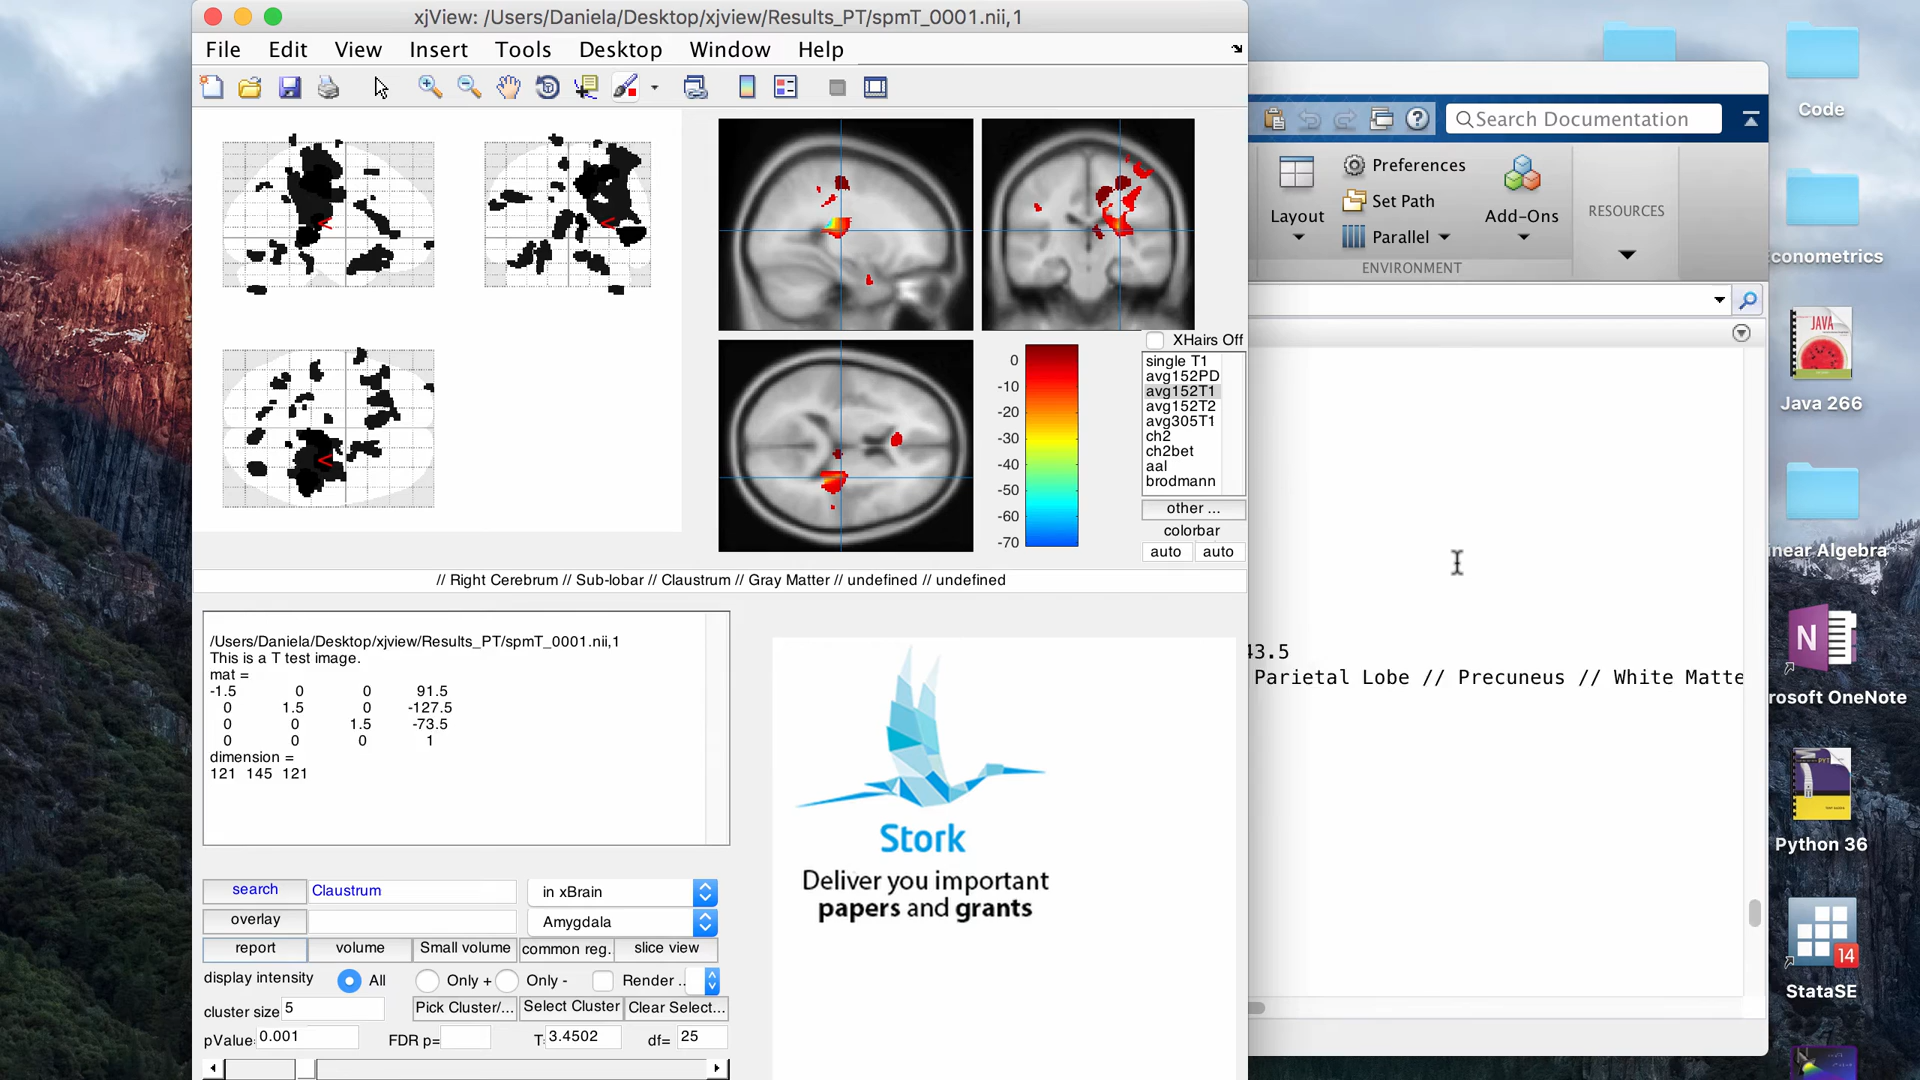 xjView: /Users/Daniela/Desktop/xjview/Results_PT/spmT_0001.nii,1
File Edit View Insert Tools Desktop Window Help
Search Documentation
Code
Layout
Preferences
Set Path
Parallel
Add-Ons
RESOURCES
ENVIRONMENT
conometrics
XHairs Off
single T1
avg152PD
avg152T1
avg152T2
avg305T1
ch2
ch2bet
aal
brodmann
other ...
colorbar
auto auto
0
-10
-20
-30
-40
-50
-60
-70
JAVA
Java 266
inear Algebra
// Right Cerebrum // Sub-lobar // Claustrum // Gray Matter // undefined // undefined
43.5
Parietal Lobe // Precuneus // White Matte
N
rosoft OneNote
/Users/Daniela/Desktop/xjview/Results_PT/spmT_0001.nii,1
This is a T test image.
mat =
-1.5 0 0 91.5
0 1.5 0 -127.5
0 0 1.5 -73.5
0 0 0 1
dimension =
121 145 121
Stork
Deliver you important
papers and grants
Python 36
14
StataSE
search Claustrum in xBrain
overlay Amygdala
report volume Small volume common reg. slice view
display intensity All Only + Only - Render ..
cluster size 5 Pick Cluster/... Select Cluster Clear Select...
pValue: 0.001 FDR p= T: 3.4502 df= 25